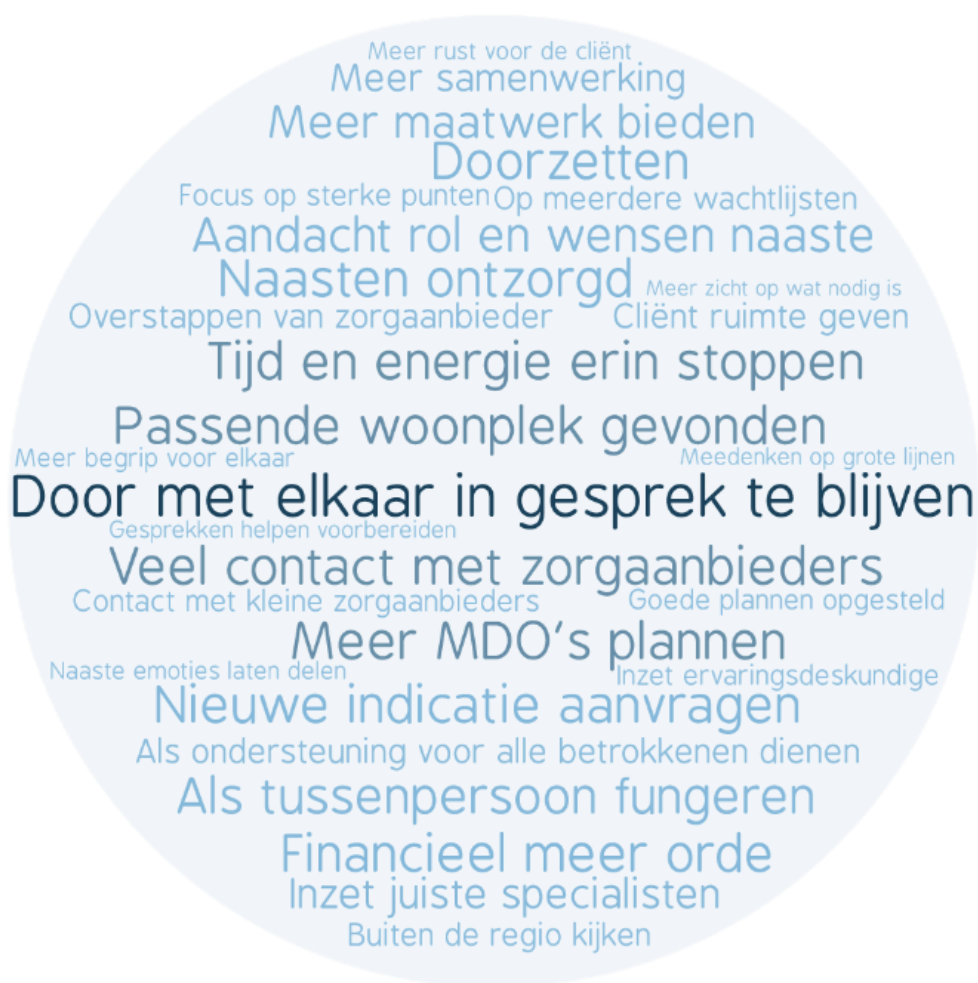 Meer rust voor de cliënt
Meer samenwerking
Meer maatwerk bieden
Doorzetten
Focus op sterke punten Op meerdere wachtlijsten
Aandacht rol en wensen naaste
Naasten ontzorgd Meer zicht op wat nodig is
Overstappen van zorgaanbieder Cliënt ruimte geven
Tijd en energie erin stoppen
Passende woonplek gevonden
Meer begrip voor elkaar Meedenken op grote lijnen
Door met elkaar in gesprek te blijven
Gesprekken helpen voorbereiden
Veel contact met zorgaanbieders
Contact met kleine zorgaanbieders Goede plannen opgesteld
Meer MDO's plannen
Naaste emoties laten delen Inzet ervaringsdeskundige
Nieuwe indicatie aanvragen
Als ondersteuning voor alle betrokkenen dienen
Als tussenpersoon fungeren
Financieel meer orde
Inzet juiste specialisten
Buiten de regio kijken